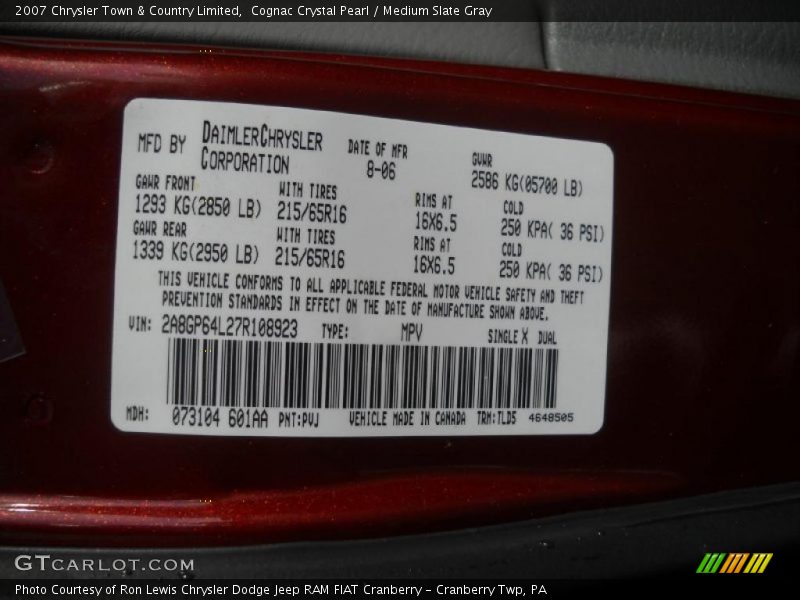 2007 Chrysler Town & Country Limited, Cognac Crystal Pearl / Medium Slate Gray
MFD BY DAIMLERCHRYSLER CORPORATION
DATE OF MFR 8-06
GVWR 2586 KG(05700 LB)
GAWR FRONT WITH TIRES RIMS AT COLD
1293 KG(2850 LB) 215/65R16 16X6.5 250 KPA( 36 PSI)
GAWR REAR WITH TIRES RIMS AT COLD
1339 KG(2950 LB) 215/65R16 16X6.5 250 KPA( 36 PSI)
THIS VEHICLE CONFORMS TO ALL APPLICABLE FEDERAL MOTOR VEHICLE SAFETY AND THEFT
PREVENTION STANDARDS IN EFFECT ON THE DATE OF MANUFACTURE SHOWN ABOVE.
VIN: 2A8GP64L27R108923 TYPE: MPV SINGLE X DUAL
MDH: 073104 601AA PNT:PVJ VEHICLE MADE IN CANADA TRM:TLD5 4648505
GTCARLOT.COM
Photo Courtesy of Ron Lewis Chrysler Dodge Jeep RAM FIAT Cranberry - Cranberry Twp, PA